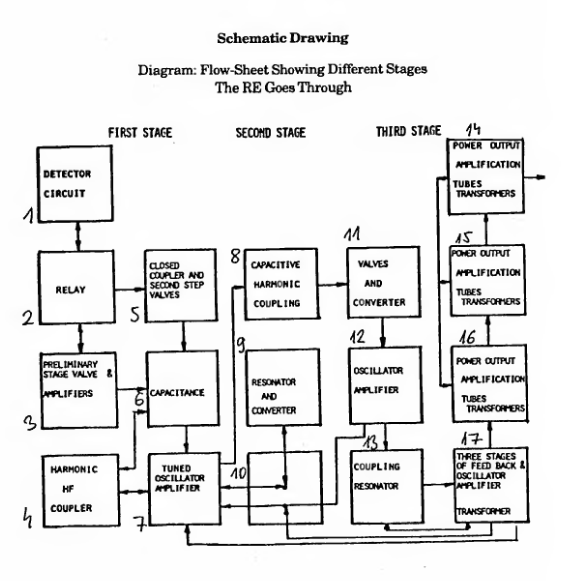 Schematic Drawing
Diagram: Flow-Sheet Showing Different Stages
The RE Goes Through
FIRST STAGE
SECOND STAGE
THIRD STAGE
1
DETECTOR
CIRCUIT
2
RELAY
3
PRELIMINARY
STAGE VALVE &
AMPLIFIERS
4
HARMONIC
HF
COUPLER
5
CLOSED
COUPLER AND
SECOND STEP
VALVES
6
CAPACITANCE
7
TUNED
OSCILLATOR
AMPLIFIER
8
CAPACITIVE
HARMONIC
COUPLING
9
RESONATOR
AND
CONVERTER
10
11
VALVES
AND
CONVERTER
12
OSCILLATOR
AMPLIFIER
13
COUPLING
RESONATOR
14
POWER OUTPUT
AMPLIFICATION
TUBES
TRANSFORMERS
15
POWER OUTPUT
AMPLIFICATION
TUBES
TRANSFORMERS
16
POWER OUTPUT
AMPLIFICATION
TUBES
TRANSFORMERS
17
THREE STAGES
OF FEED BACK &
OSCILLATOR
AMPLIFIER
TRANSFORMER